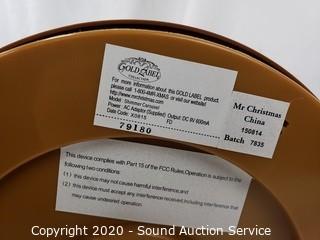 GOLD LABEL
COLLECTION
For more information about this GOLD LABEL product,
please call 1-800-4MR-XMAS or visit our website!
http://www.mrchristmas.com
Model : Shimmer Carousel
Power : AC Adaptor (Supplied) Output: DC 9V 600mA
Date Code: X0815 FD
79180
Mr Christmas
China
150814
Batch 7835
This device complies with Part 15 of the FCC Rules.Operation is subject to the
following two conditions:
(1) this device may not cause harmful interference,and
(2) this device must accept any interference received,including interference that
may cause undesired operation.
Copyright 2020 - Sound Auction Service